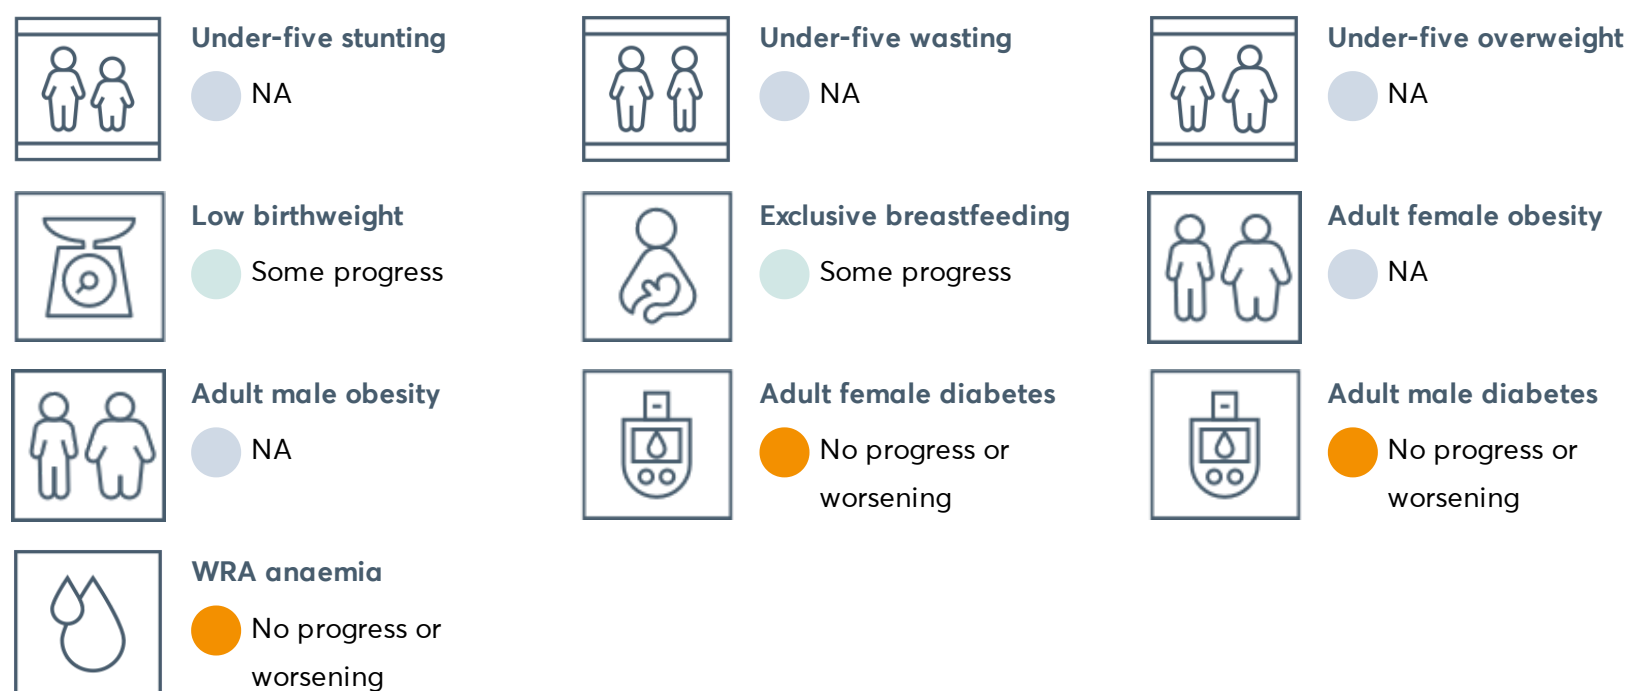 Under-five stunting
NA
Under-five wasting
NA
Under-five overweight
NA
Low birthweight
Some progress
Exclusive breastfeeding
Some progress
Adult female obesity
NA
Adult male obesity
NA
Adult female diabetes
No progress or
worsening
Adult male diabetes
No progress or
worsening
WRA anaemia
No progress or
worsening